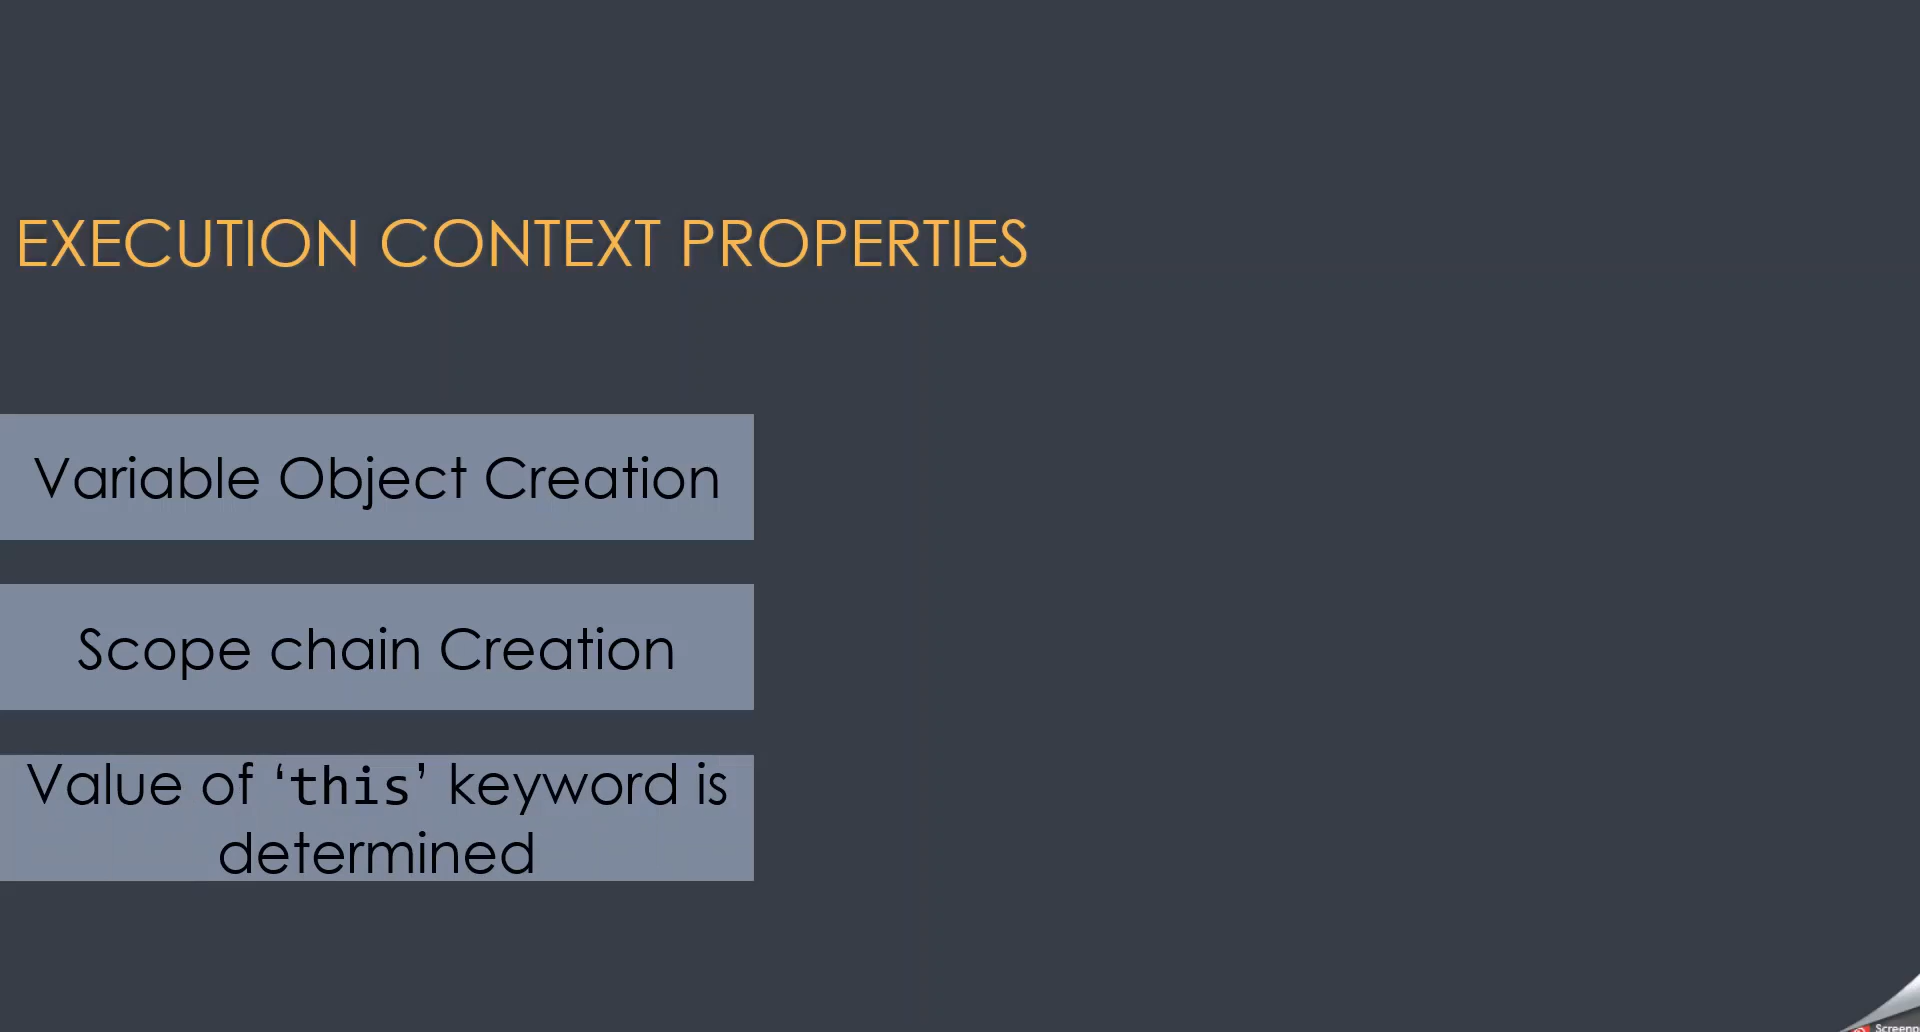 EXECUTION CONTEXT PROPERTIES
Variable Object Creation
Scope chain Creation
Value of ‘this’ keyword is
determined